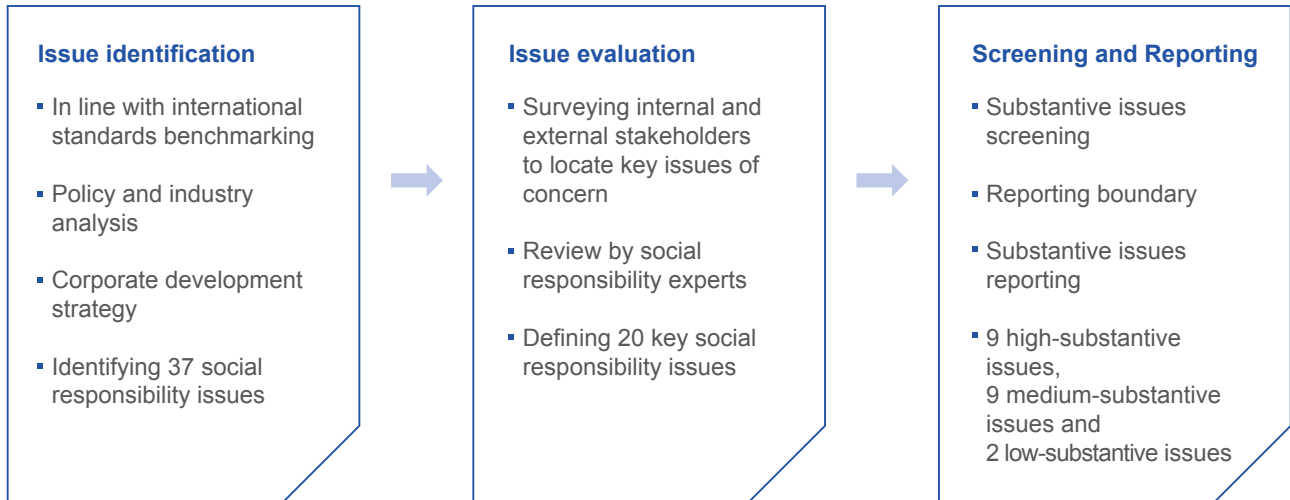 Issue identification
▪ In line with international
standards benchmarking
▪ Policy and industry
analysis
▪ Corporate development
strategy
▪ Identifying 37 social
responsibility issues
Issue evaluation
▪ Surveying internal and
external stakeholders
to locate key issues of
concern
▪ Review by social
responsibility experts
▪ Defining 20 key social
responsibility issues
Screening and Reporting
▪ Substantive issues
screening
▪ Reporting boundary
▪ Substantive issues
reporting
▪ 9 high-substantive
issues,
9 medium-substantive
issues and
2 low-substantive issues